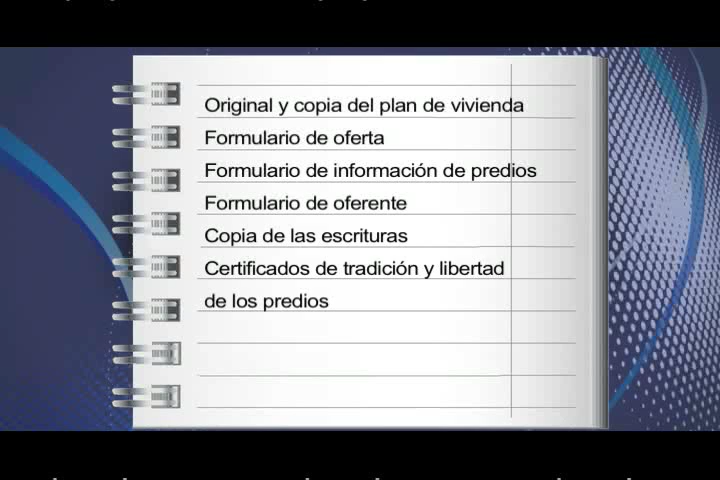 Original y copia del plan de vivienda
Formulario de oferta
Formulario de información de predios
Formulario de oferente
Copia de las escrituras
Certificados de tradición y libertad
de los predios